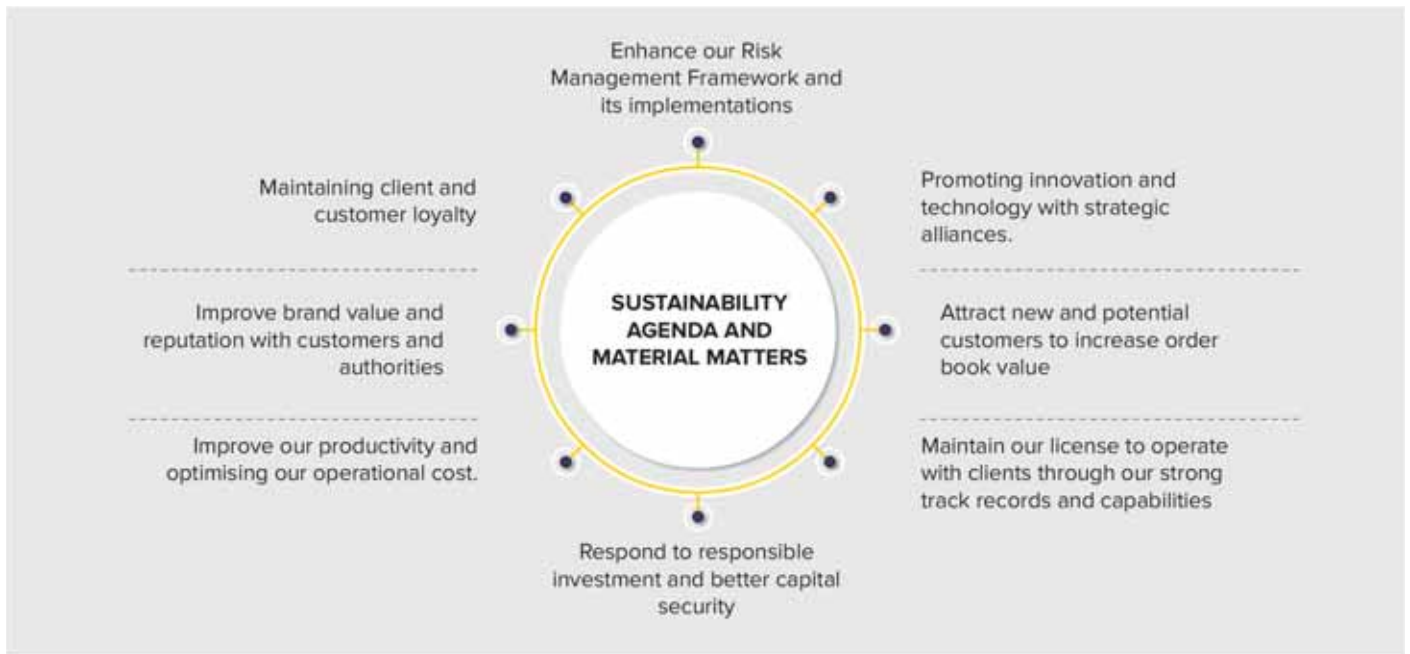 Enhance our Risk
Management Framework and
its implementations
Maintaining client and
customer loyalty
Promoting innovation and
technology with strategic
alliances.
SUSTAINABILITY
AGENDA AND
MATERIAL MATTERS
Improve brand value and
reputation with customers and
authorities
Attract new and potential
customers to increase order
book value
Improve our productivity and
optimising our operational cost.
Maintain our license to operate
with clients through our strong
track records and capabilities
Respond to responsible
investment and better capital
security